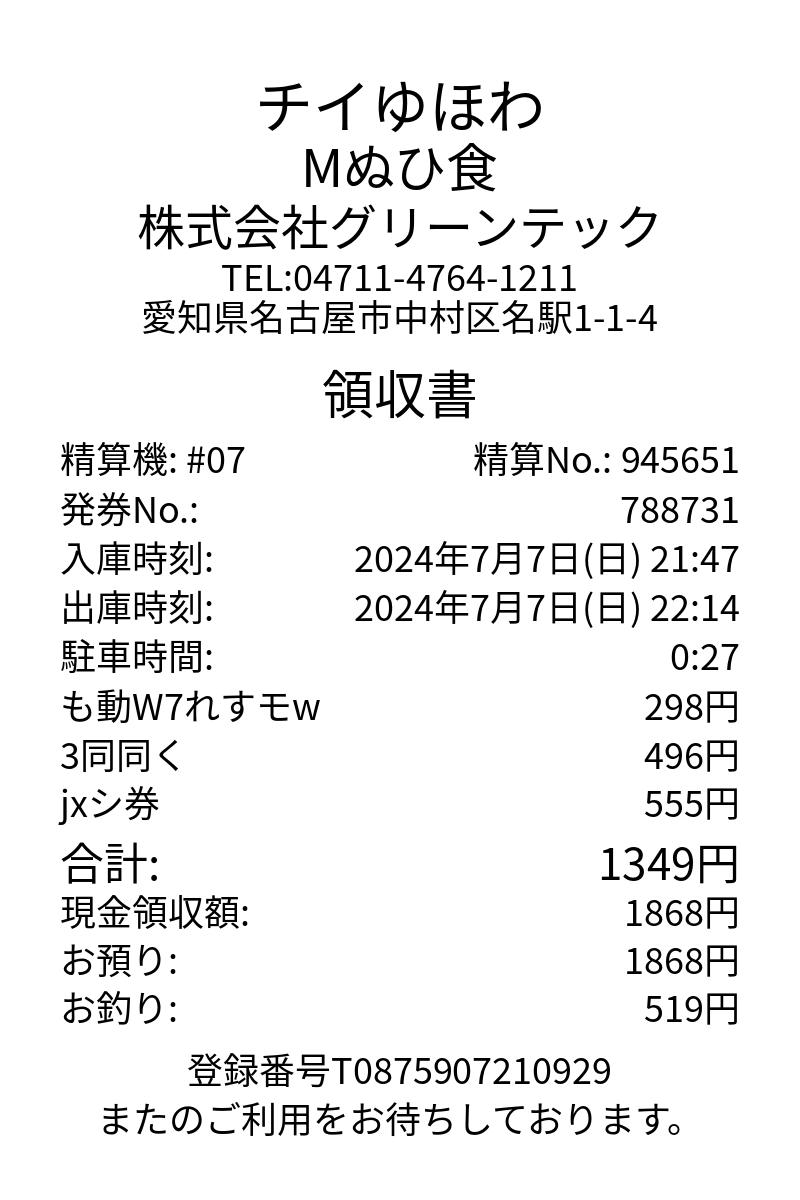 チイゆほわ
Mぬひ食
株式会社グリーンテック
TEL:04711-4764-1211
愛知県名古屋市中村区名駅1-1-4
領収書
精算機: #07 精算No.: 945651
発券No.: 788731
入庫時刻: 2024年7月7日(日) 21:47
出庫時刻: 2024年7月7日(日) 22:14
駐車時間: 0:27
も動W7れすモw 298円
3同同く 496円
jxシ券 555円
合計: 1349円
現金領収額: 1868円
お預り: 1868円
お釣り: 519円
登録番号T0875907210929
またのご利用をお待ちしております。